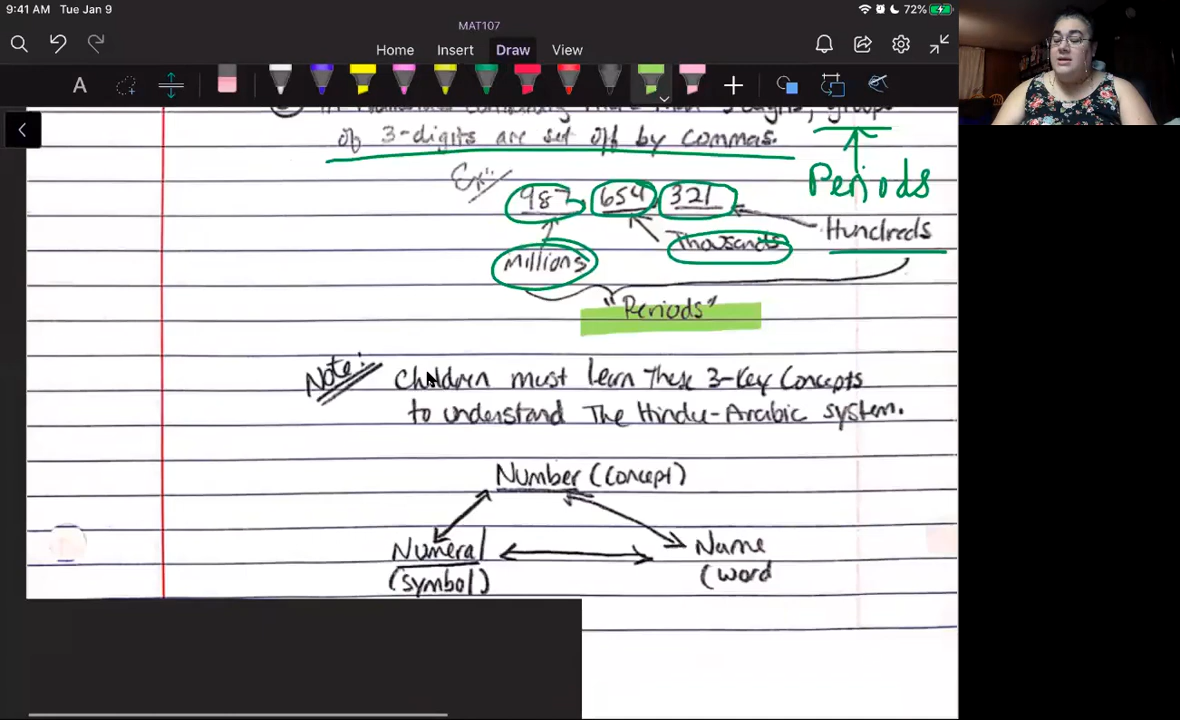 9:41 AM Tue Jan 9
72%
MAT107
Home Insert Draw View
A
of 3-digits are set off by commas.
Periods
Ex:
987, 654, 321
Hundreds
Thousands
Millions
"Periods"
Note: Children must learn These 3-Key Concepts
to understand The Hindu-Arabic system.
Number (Concept)
Numeral Name
(symbol) (word